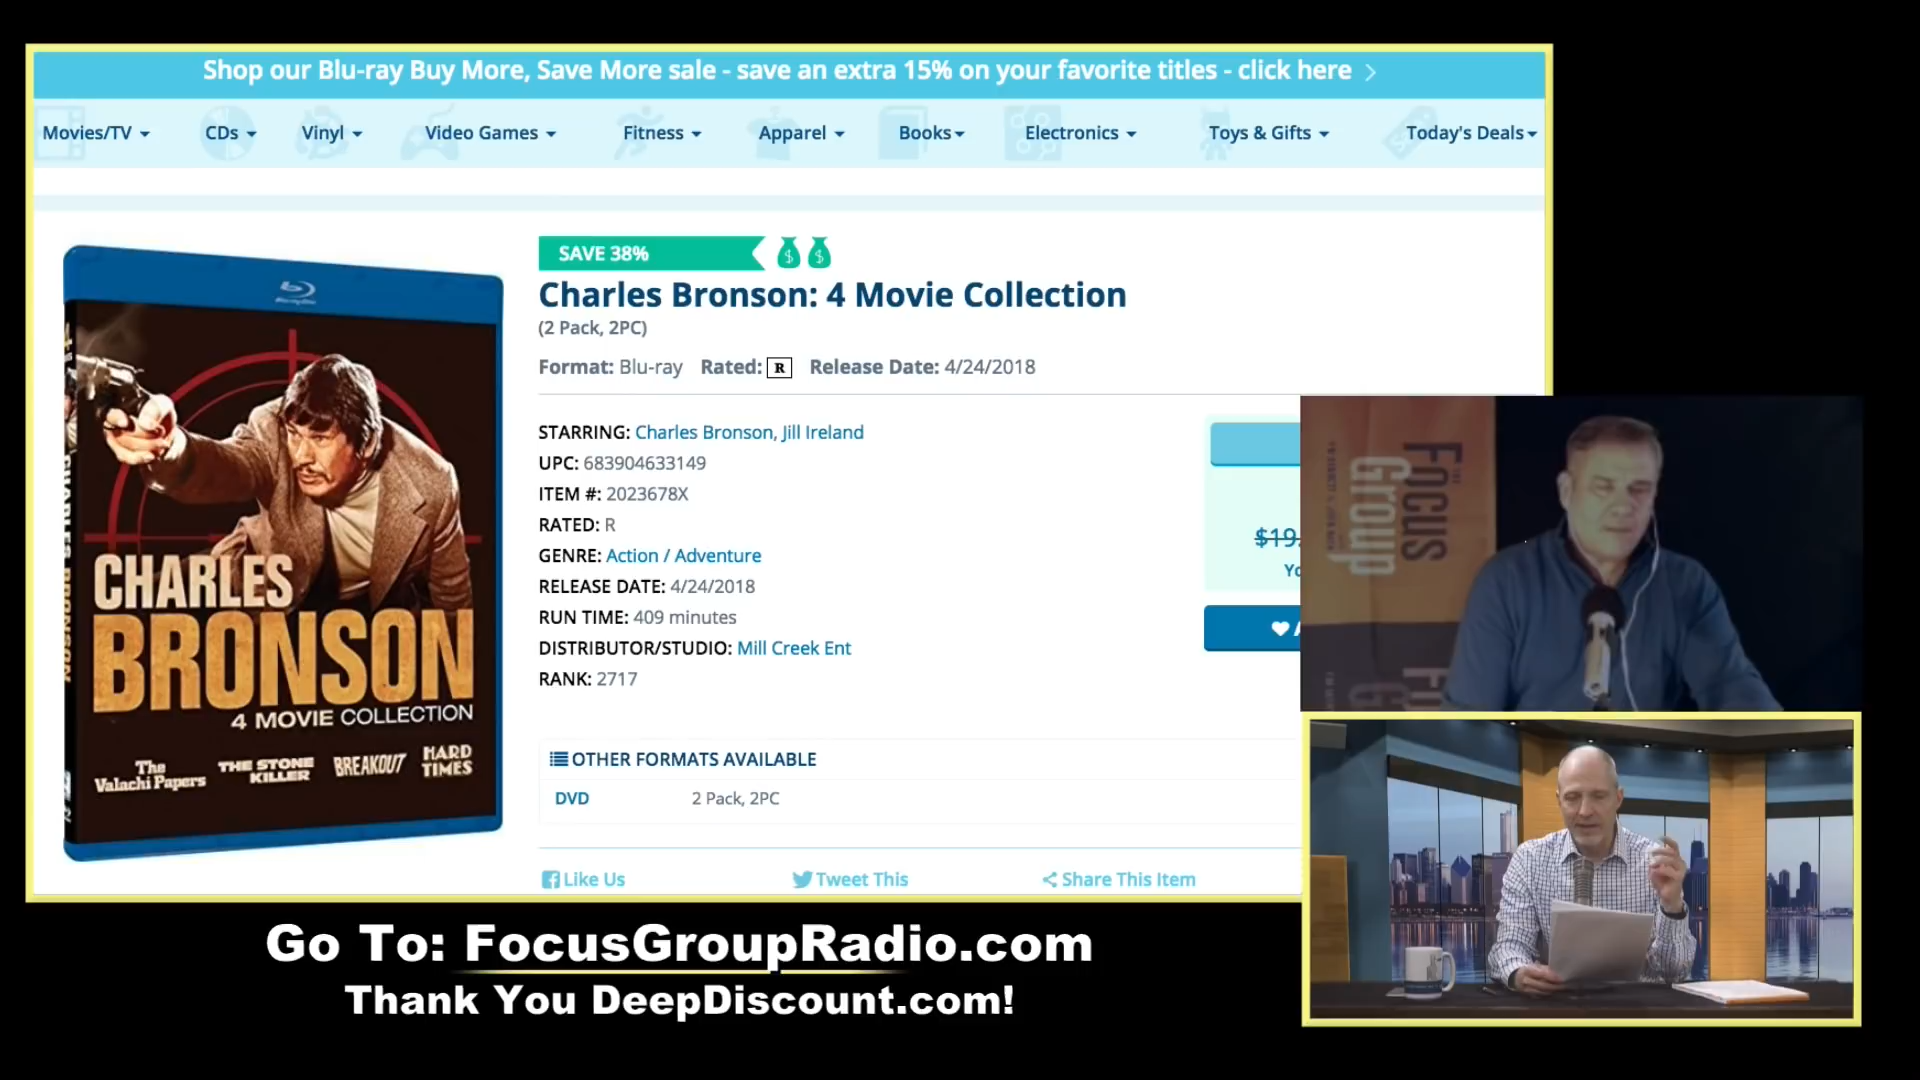 Shop our Blu-ray Buy More, Save More sale - save an extra 15% on your favorite titles - click here
Movies/TV CDs Vinyl Video Games Fitness Apparel Books Electronics Toys & Gifts Today's Deals
SAVE 38%
Charles Bronson: 4 Movie Collection
(2 Pack, 2PC)
Format: Blu-ray Rated: R Release Date: 4/24/2018
STARRING: Charles Bronson, Jill Ireland
UPC: 683904633149
ITEM #: 2023678X
RATED: R
GENRE: Action / Adventure
RELEASE DATE: 4/24/2018
RUN TIME: 409 minutes
DISTRIBUTOR/STUDIO: Mill Creek Ent
RANK: 2717
OTHER FORMATS AVAILABLE
DVD 2 Pack, 2PC
Like Us Tweet This Share This Item
$19.
CHARLES
BRONSON
4 MOVIE COLLECTION
The Valachi Papers
THE STONE KILLER
BREAKOUT
HARD TIMES
CHARLES BRONSON
Focus
Group
Go To: FocusGroupRadio.com
Thank You DeepDiscount.com!